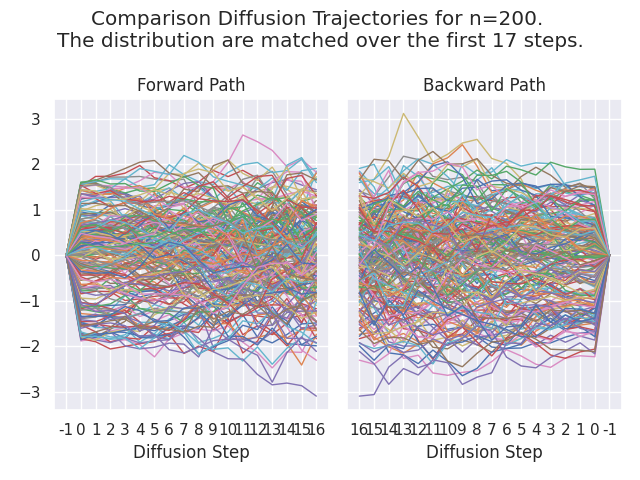 Comparison Diffusion Trajectories for n=200.
The distribution are matched over the first 17 steps.
Forward Path
Backward Path
3
2
1
0
−1
−2
−3
-1 0 1 2 3 4 5 6 7 8 9 10 11 12 13 14 15 16
16 15 14 13 12 11 10 9 8 7 6 5 4 3 2 1 0 -1
Diffusion Step
Diffusion Step